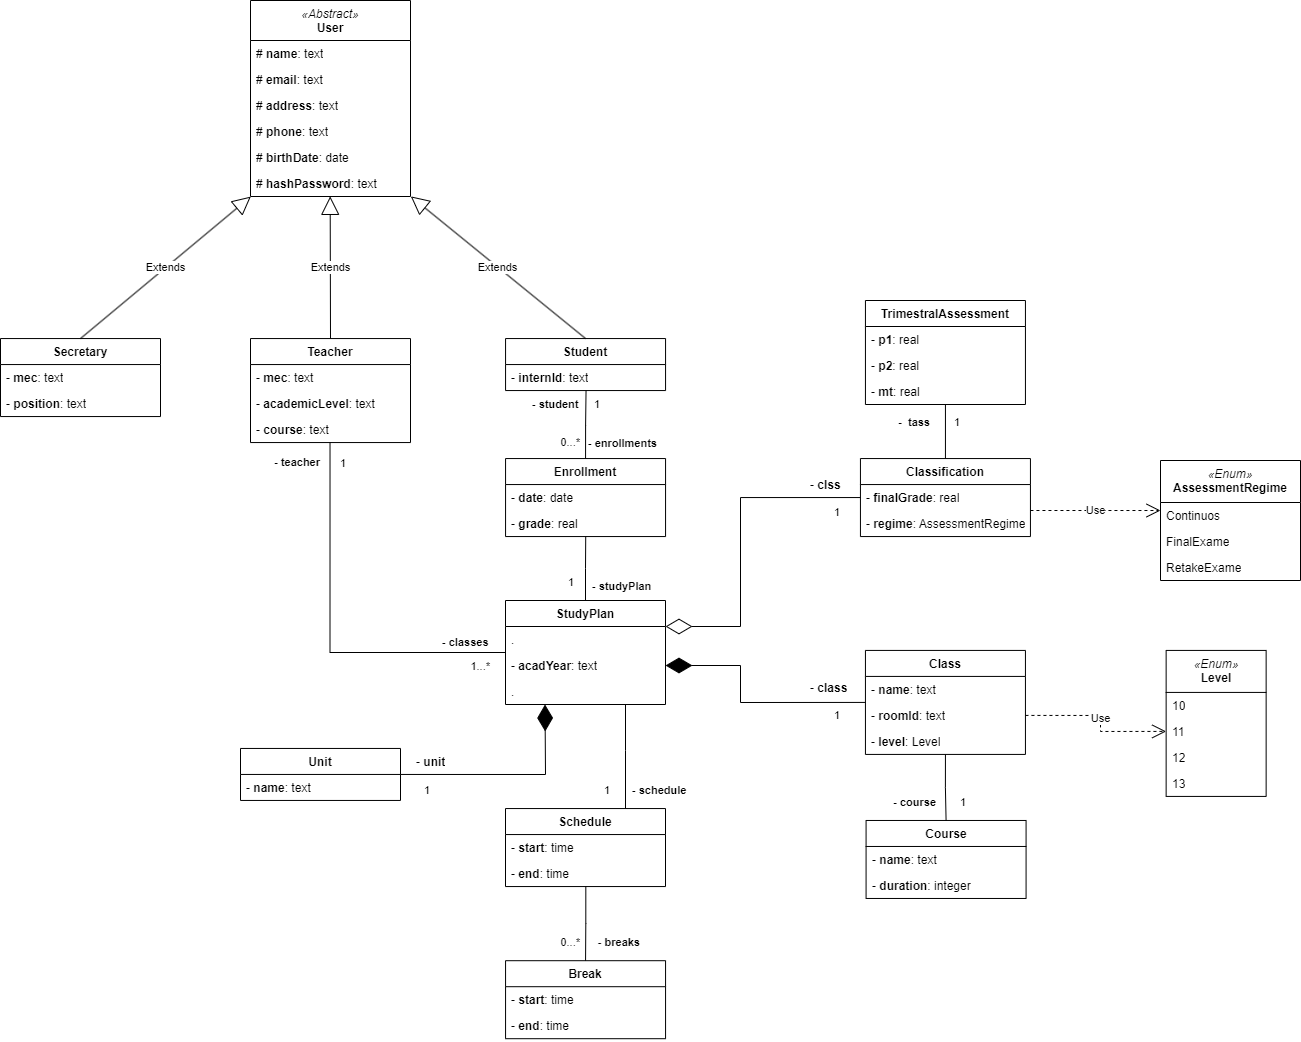 «Abstract»
User
# name: text
# email: text
# address: text
# phone: text
# birthDate: date
# hashPassword: text
Extends
Extends
Extends
Secretary
- mec: text
- position: text
Teacher
- mec: text
- academicLevel: text
- course: text
- teacher 1
Student
- internId: text
- student 1
0...* - enrollments
Enrollment
- date: date
- grade: real
1 - studyPlan
TrimestralAssessment
- p1: real
- p2: real
- mt: real
- tass 1
Classification
- finalGrade: real
- regime: AssessmentRegime
- clss
1
Use
«Enum»
AssessmentRegime
Continuos
FinalExame
RetakeExame
StudyPlan
.
- acadYear: text
.
- classes
1...*
- class
1
Class
- name: text
- roomId: text
- level: Level
Use
«Enum»
Level
10
11
12
13
- course 1
Course
- name: text
- duration: integer
Unit
- name: text
- unit
1
1 - schedule
Schedule
- start: time
- end: time
0...* - breaks
Break
- start: time
- end: time